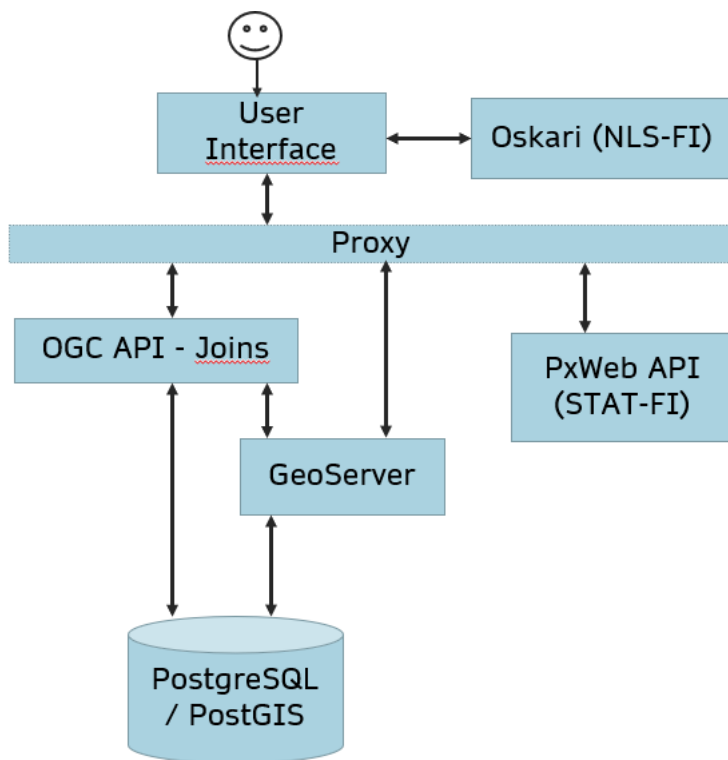 User
Interface
Oskari (NLS-FI)
Proxy
OGC API - Joins
PxWeb API
(STAT-FI)
GeoServer
PostgreSQL
/ PostGIS